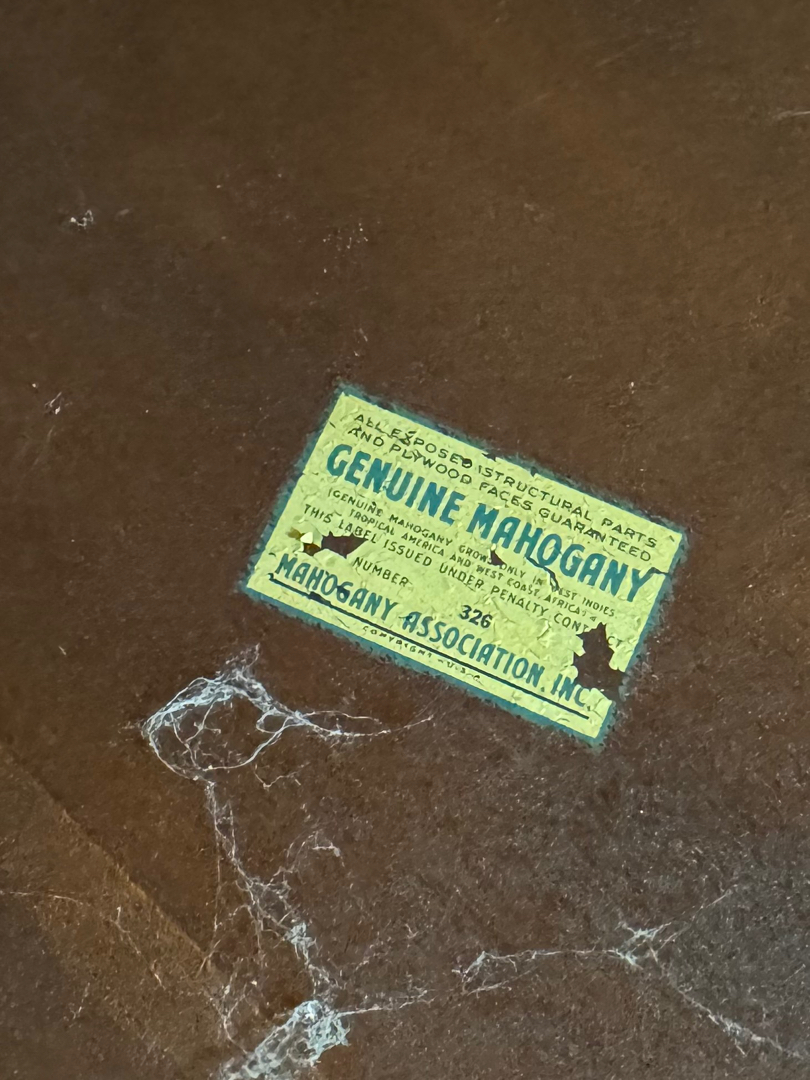 ALL EXPOSED STRUCTURAL PARTS
AND PLYWOOD FACES GUARANTEED
GENUINE MAHOGANY
(GENUINE MAHOGANY GROWS ONLY IN WEST INDIES
TROPICAL AMERICA AND WEST COAST AFRICA)
THIS LABEL ISSUED UNDER PENALTY CONTRACT
NUMBER 326
MAHOGANY ASSOCIATION, INC.
COPYRIGHT